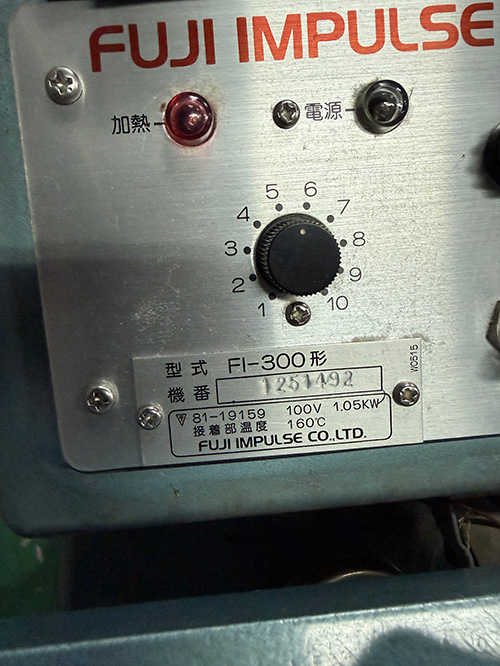 FUJI IMPULSE
加熱
電源
5 6
4 7
3 8
2 9
1 10
W0515
型式 FI-300形
機番 1251492
▽ 81-19159 100V 1.05KW
接着部温度 160℃
FUJI IMPULSE CO.,LTD.